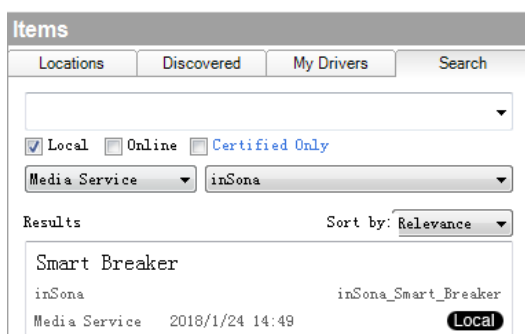 Items
Locations Discovered My Drivers Search
Local Online Certified Only
Media Service inSona
Results Sort by: Relevance
Smart Breaker
inSona inSona_Smart_Breaker
Media Service 2018/1/24 14:49 Local